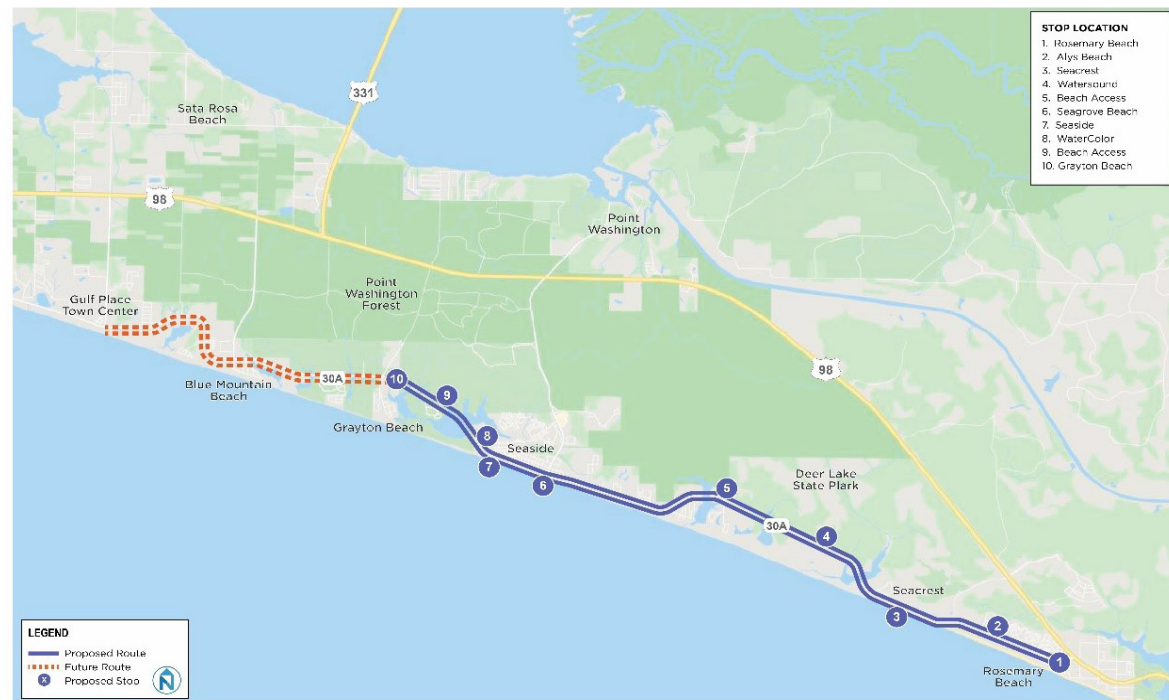 STOP LOCATION
1. Rosemary Beach
2. Alys Beach
3. Seacrest
4. Watersound
5. Beach Access
6. Seagrove Beach
7. Seaside
8. WaterColor
9. Beach Access
10. Grayton Beach
331
Sata Rosa
Beach
98
Point
Washington
Point
Washington
Forest
Gulf Place
Town Center
98
30A
Blue Mountain
Beach
10
9
Grayton Beach
8
Seaside
7
6
5
Deer Lake
State Plark
30A
4
Seacrest
3
2
1
Rosemary
Beach
LEGEND
Proposed Route
Future Route
X Proposed Stop
N